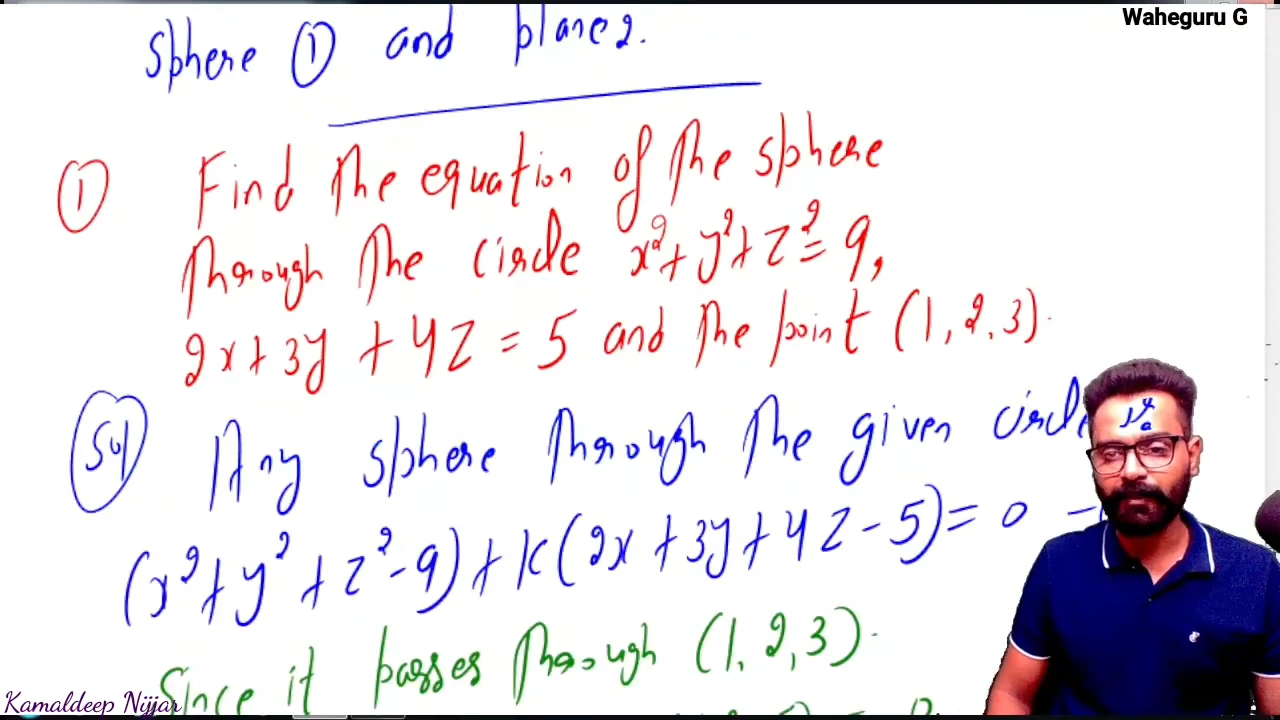 Waheguru G
Sphere ① and plane 2.
① Find the equation of the sphere
through the circle x²+y²+z²=9,
2x+3y+4z=5 and the point (1,2,3).
Sol Any sphere through the given circle
(x²+y²+z²-9)+k(2x+3y+4z-5)=0
Since it passes through (1,2,3).
Kamaldeep Nijjar